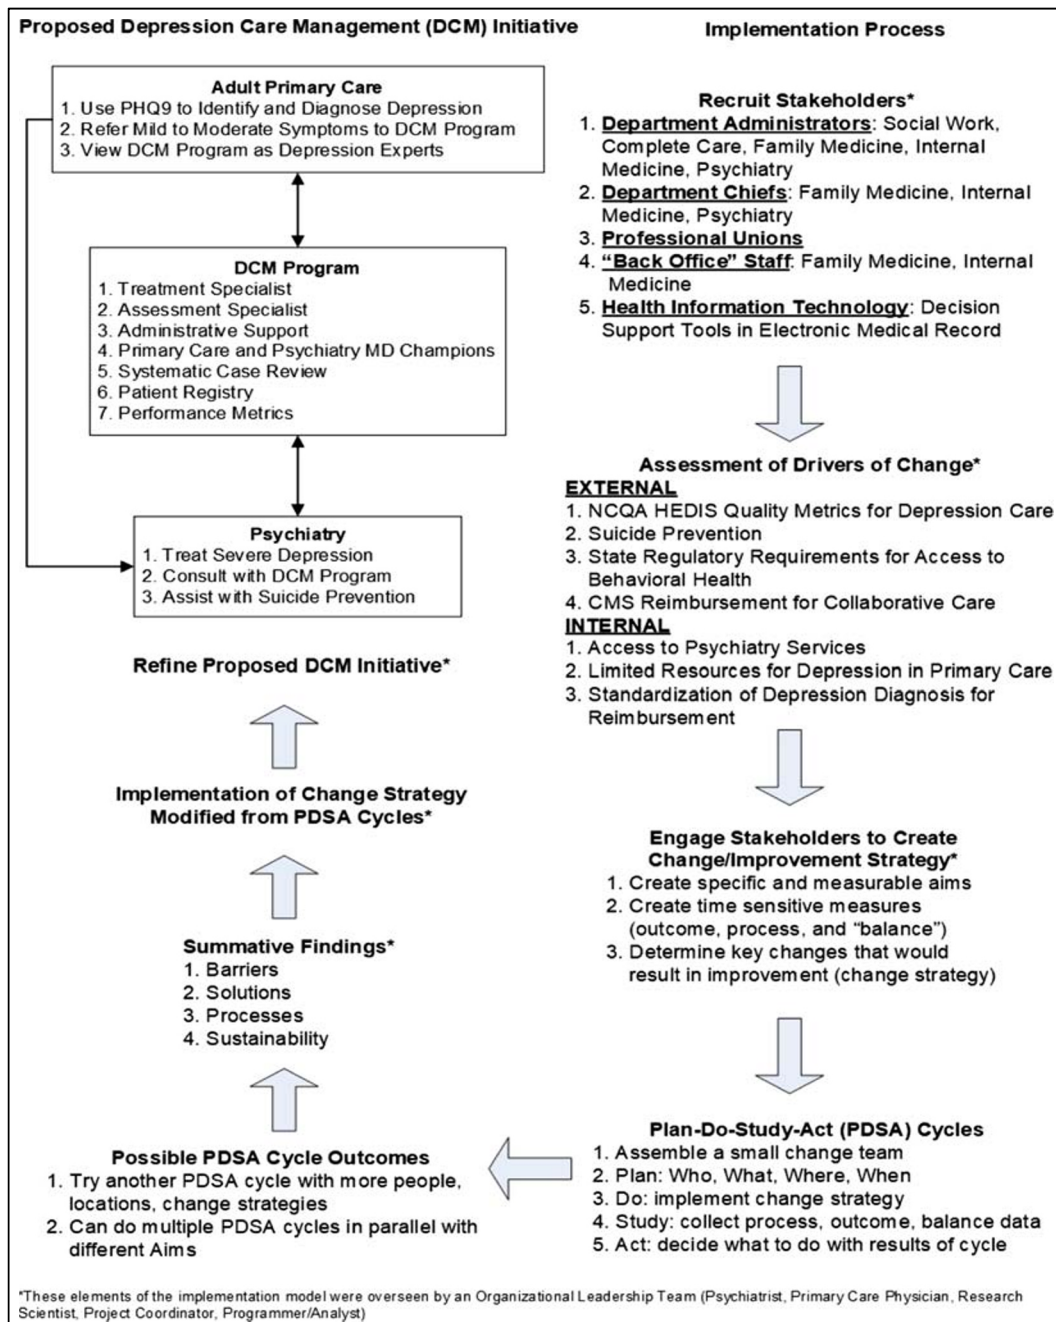 Proposed Depression Care Management (DCM) Initiative
Adult Primary Care
1. Use PHQ9 to Identify and Diagnose Depression
2. Refer Mild to Moderate Symptoms to DCM Program
3. View DCM Program as Depression Experts
DCM Program
1. Treatment Specialist
2. Assessment Specialist
3. Administrative Support
4. Primary Care and Psychiatry MD Champions
5. Systematic Case Review
6. Patient Registry
7. Performance Metrics
Psychiatry
1. Treat Severe Depression
2. Consult with DCM Program
3. Assist with Suicide Prevention
Implementation Process
Recruit Stakeholders*
1. Department Administrators: Social Work,
Complete Care, Family Medicine, Internal
Medicine, Psychiatry
2. Department Chiefs: Family Medicine, Internal
Medicine, Psychiatry
3. Professional Unions
4. “Back Office” Staff: Family Medicine, Internal
Medicine
5. Health Information Technology: Decision
Support Tools in Electronic Medical Record
Assessment of Drivers of Change*
EXTERNAL
1. NCQA HEDIS Quality Metrics for Depression Care
2. Suicide Prevention
3. State Regulatory Requirements for Access to
Behavioral Health
4. CMS Reimbursement for Collaborative Care
INTERNAL
1. Access to Psychiatry Services
2. Limited Resources for Depression in Primary Care
3. Standardization of Depression Diagnosis for
Reimbursement
Engage Stakeholders to Create
Change/Improvement Strategy*
1. Create specific and measurable aims
2. Create time sensitive measures
(outcome, process, and “balance”)
3. Determine key changes that would
result in improvement (change strategy)
Plan-Do-Study-Act (PDSA) Cycles
1. Assemble a small change team
2. Plan: Who, What, Where, When
3. Do: implement change strategy
4. Study: collect process, outcome, balance data
5. Act: decide what to do with results of cycle
Possible PDSA Cycle Outcomes
1. Try another PDSA cycle with more people,
locations, change strategies
2. Can do multiple PDSA cycles in parallel with
different Aims
Summative Findings*
1. Barriers
2. Solutions
3. Processes
4. Sustainability
Implementation of Change Strategy
Modified from PDSA Cycles*
Refine Proposed DCM Initiative*
*These elements of the implementation model were overseen by an Organizational Leadership Team (Psychiatrist, Primary Care Physician, Research
Scientist, Project Coordinator, Programmer/Analyst)